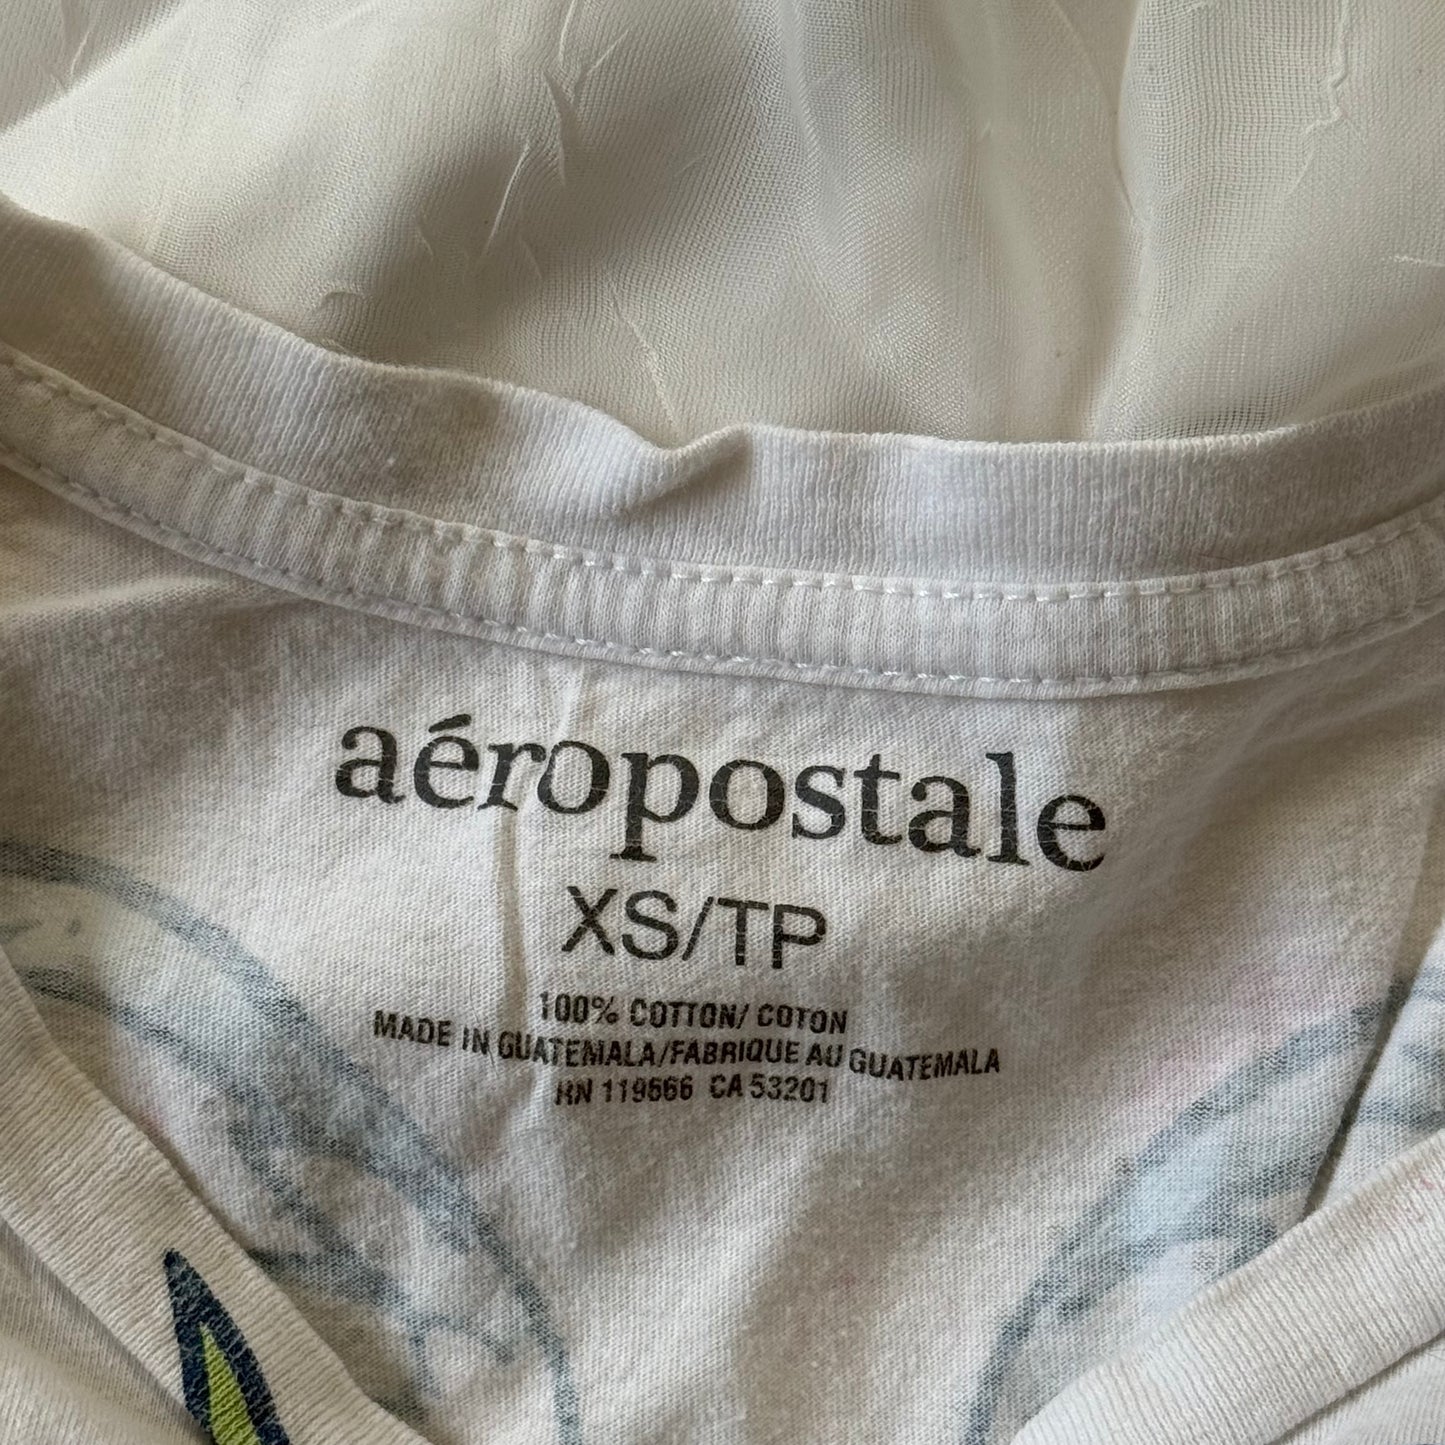 aéropostale
XS/TP
100% COTTON/ COTON
MADE IN GUATEMALA/FABRIQUE AU GUATEMALA
RN 119666 CA 53201